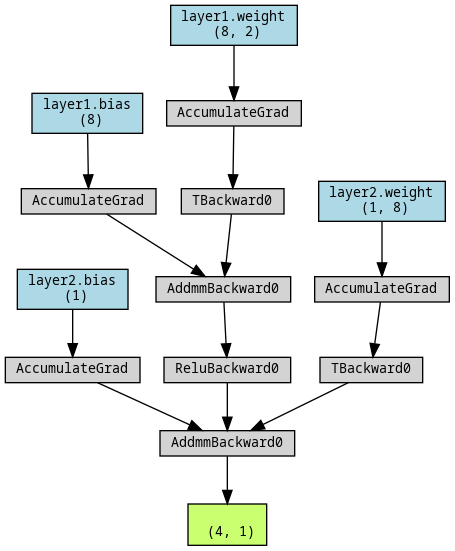 layer1.weight
(8, 2)
layer1.bias
(8)
AccumulateGrad
AccumulateGrad
TBackward0
layer2.weight
(1, 8)
layer2.bias
(1)
AddmmBackward0
AccumulateGrad
AccumulateGrad
ReluBackward0
TBackward0
AddmmBackward0
(4, 1)